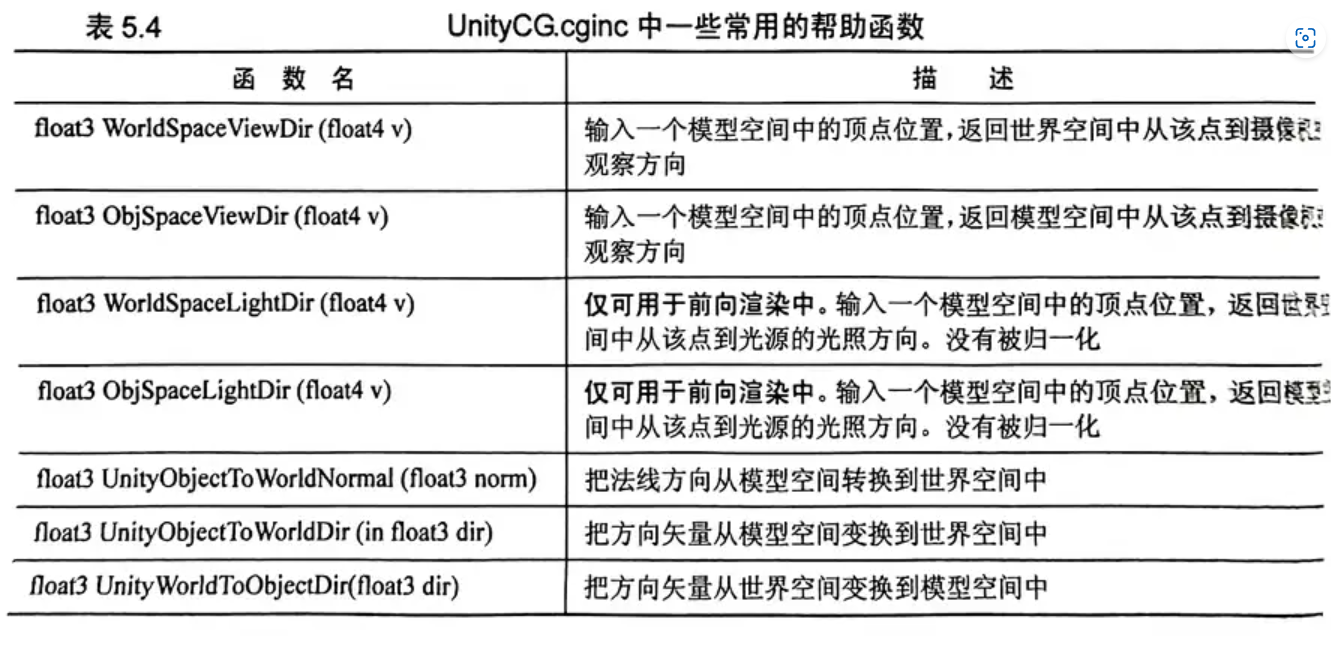 表 5.4 UnityCG.cginc 中一些常用的帮助函数
函 数 名 描 述
float3 WorldSpaceViewDir (float4 v) 输入一个模型空间中的顶点位置，返回世界空间中从该点到摄像
观察方向
float3 ObjSpaceViewDir (float4 v) 输入一个模型空间中的顶点位置，返回模型空间中从该点到摄像
观察方向
float3 WorldSpaceLightDir (float4 v) 仅可用于前向渲染中。输入一个模型空间中的顶点位置，返回世界
间中从该点到光源的光照方向。没有被归一化
float3 ObjSpaceLightDir (float4 v) 仅可用于前向渲染中。输入一个模型空间中的顶点位置，返回模型
间中从该点到光源的光照方向。没有被归一化
float3 UnityObjectToWorldNormal (float3 norm) 把法线方向从模型空间转换到世界空间中
float3 UnityObjectToWorldDir (in float3 dir) 把方向矢量从模型空间变换到世界空间中
float3 UnityWorldToObjectDir(float3 dir) 把方向矢量从世界空间变换到模型空间中